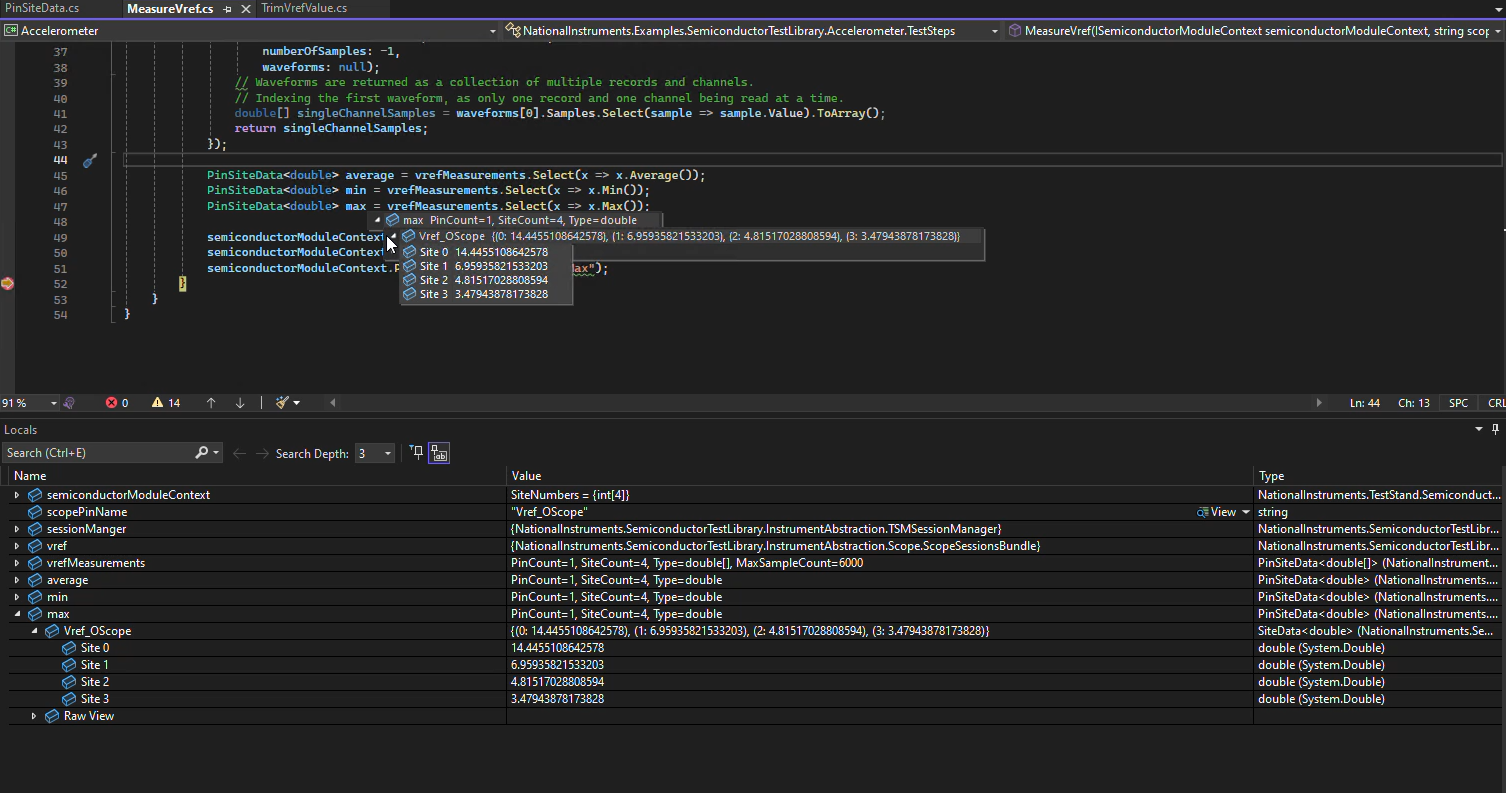 PinSiteData.cs MeasureVref.cs TrimVrefValue.cs
C# Accelerometer NationalInstruments.Examples.SemiconductorTestLibrary.Accelerometer.TestSteps MeasureVref(ISemiconductorModuleContext semiconductorModuleContext, string scop
37 numberOfSamples: -1,
38 waveforms: null);
39 // Waveforms are returned as a collection of multiple records and channels.
40 // Indexing the first waveform, as only one record and one channel being read at a time.
41 double[] singleChannelSamples = waveforms[0].Samples.Select(sample => sample.Value).ToArray();
42 return singleChannelSamples;
43 });
44
45 PinSiteData<double> average = vrefMeasurements.Select(x => x.Average());
46 PinSiteData<double> min = vrefMeasurements.Select(x => x.Min());
47 PinSiteData<double> max = vrefMeasurements.Select(x => x.Max());
48 max PinCount=1, SiteCount=4, Type=double
49 semiconductorModuleContext Vref_OScope {(0: 14.4455108642578), (1: 6.95935821533203), (2: 4.81517028808594), (3: 3.47943878173828)}
50 semiconductorModuleContext Site 0 14.4455108642578
Site 1 6.95935821533203
51 semiconductorModuleContext. ax");
Site 2 4.81517028808594
52 }
Site 3 3.47943878173828
53 }
54 }
91 % 0 14 Ln: 44 Ch: 13 SPC CRL
Locals
Search (Ctrl+E) Search Depth: 3
Name Value Type
semiconductorModuleContext SiteNumbers = {int[4]} NationalInstruments.TestStand.Semiconduct...
scopePinName "Vref_OScope" View string
sessionManger {NationalInstruments.SemiconductorTestLibrary.InstrumentAbstraction.TSMSessionManager} NationalInstruments.SemiconductorTestLibr...
vref {NationalInstruments.SemiconductorTestLibrary.InstrumentAbstraction.Scope.ScopeSessionsBundle} NationalInstruments.SemiconductorTestLibr...
vrefMeasurements PinCount=1, SiteCount=4, Type=double[], MaxSampleCount=6000 PinSiteData<double[]> (NationalInstrument...
average PinCount=1, SiteCount=4, Type=double PinSiteData<double> (NationalInstruments....
min PinCount=1, SiteCount=4, Type=double PinSiteData<double> (NationalInstruments....
max PinCount=1, SiteCount=4, Type=double PinSiteData<double> (NationalInstruments....
Vref_OScope {(0: 14.4455108642578), (1: 6.95935821533203), (2: 4.81517028808594), (3: 3.47943878173828)} SiteData<double> (NationalInstruments.Se...
Site 0 14.4455108642578 double (System.Double)
Site 1 6.95935821533203 double (System.Double)
Site 2 4.81517028808594 double (System.Double)
Site 3 3.47943878173828 double (System.Double)
Raw View